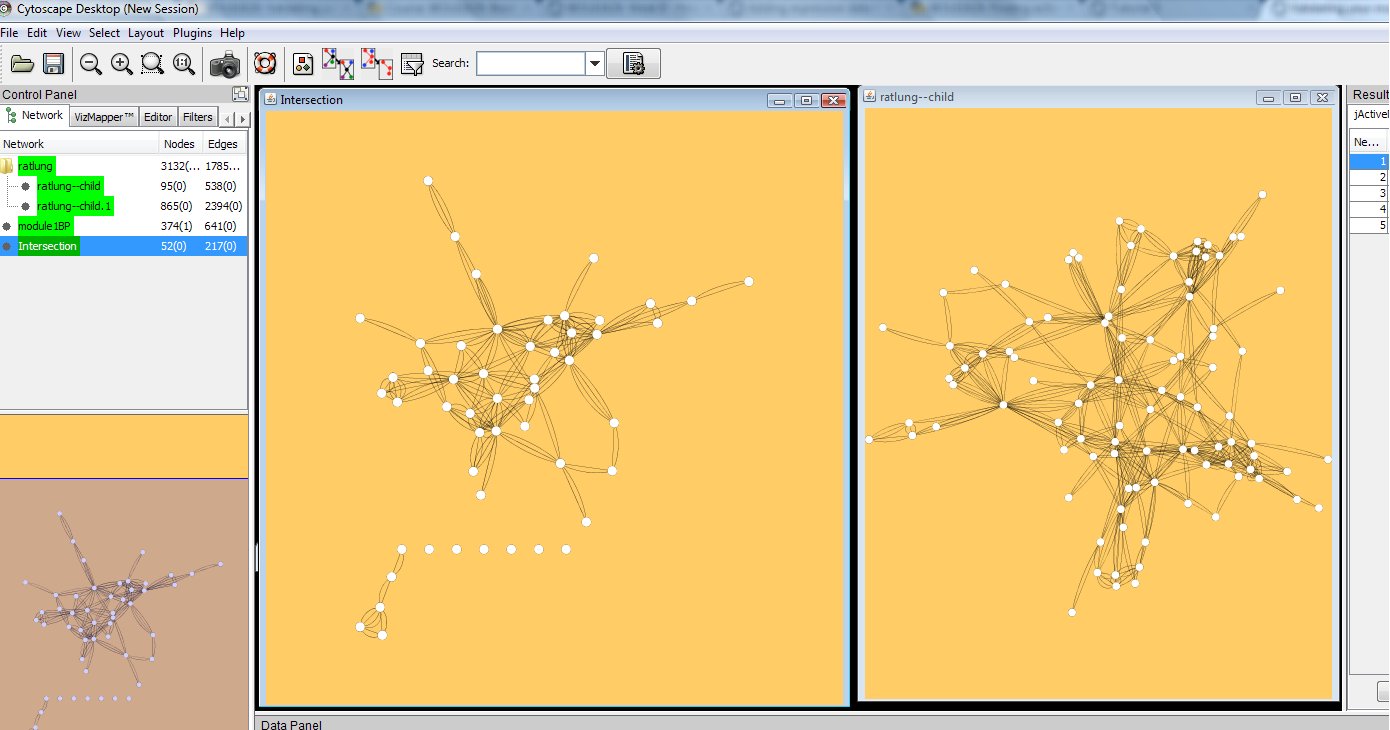 Cytoscape Desktop (New Session)
File Edit View Select Layout Plugins Help
1:1
Search:
Control Panel
Network VizMapper™ Editor Filters
Network Nodes Edges
ratlung 3132(... 1785...
ratlung--child 95(0) 538(0)
ratlung--child.1 865(0) 2394(0)
module1BP 374(1) 641(0)
Intersection 52(0) 217(0)
Intersection
ratlung--child
Result
jActiveM
Ne...
1
2
3
4
5
Data Panel